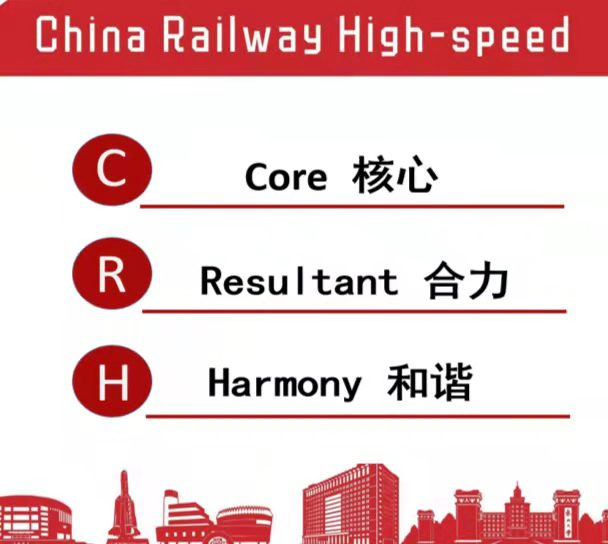 China Railway High-speed
C
Core 核心
R
Resultant 合力
H
Harmony 和谐